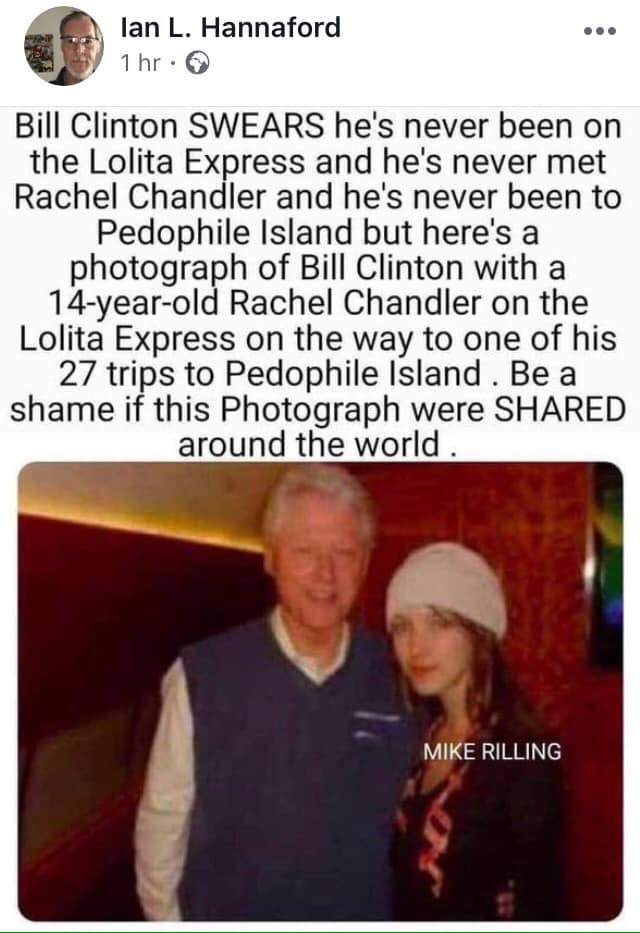 Ian L. Hannaford
1 hr ·
Bill Clinton SWEARS he's never been on
the Lolita Express and he's never met
Rachel Chandler and he's never been to
Pedophile Island but here's a
photograph of Bill Clinton with a
14-year-old Rachel Chandler on the
Lolita Express on the way to one of his
27 trips to Pedophile Island . Be a
shame if this Photograph were SHARED
around the world .
MIKE RILLING